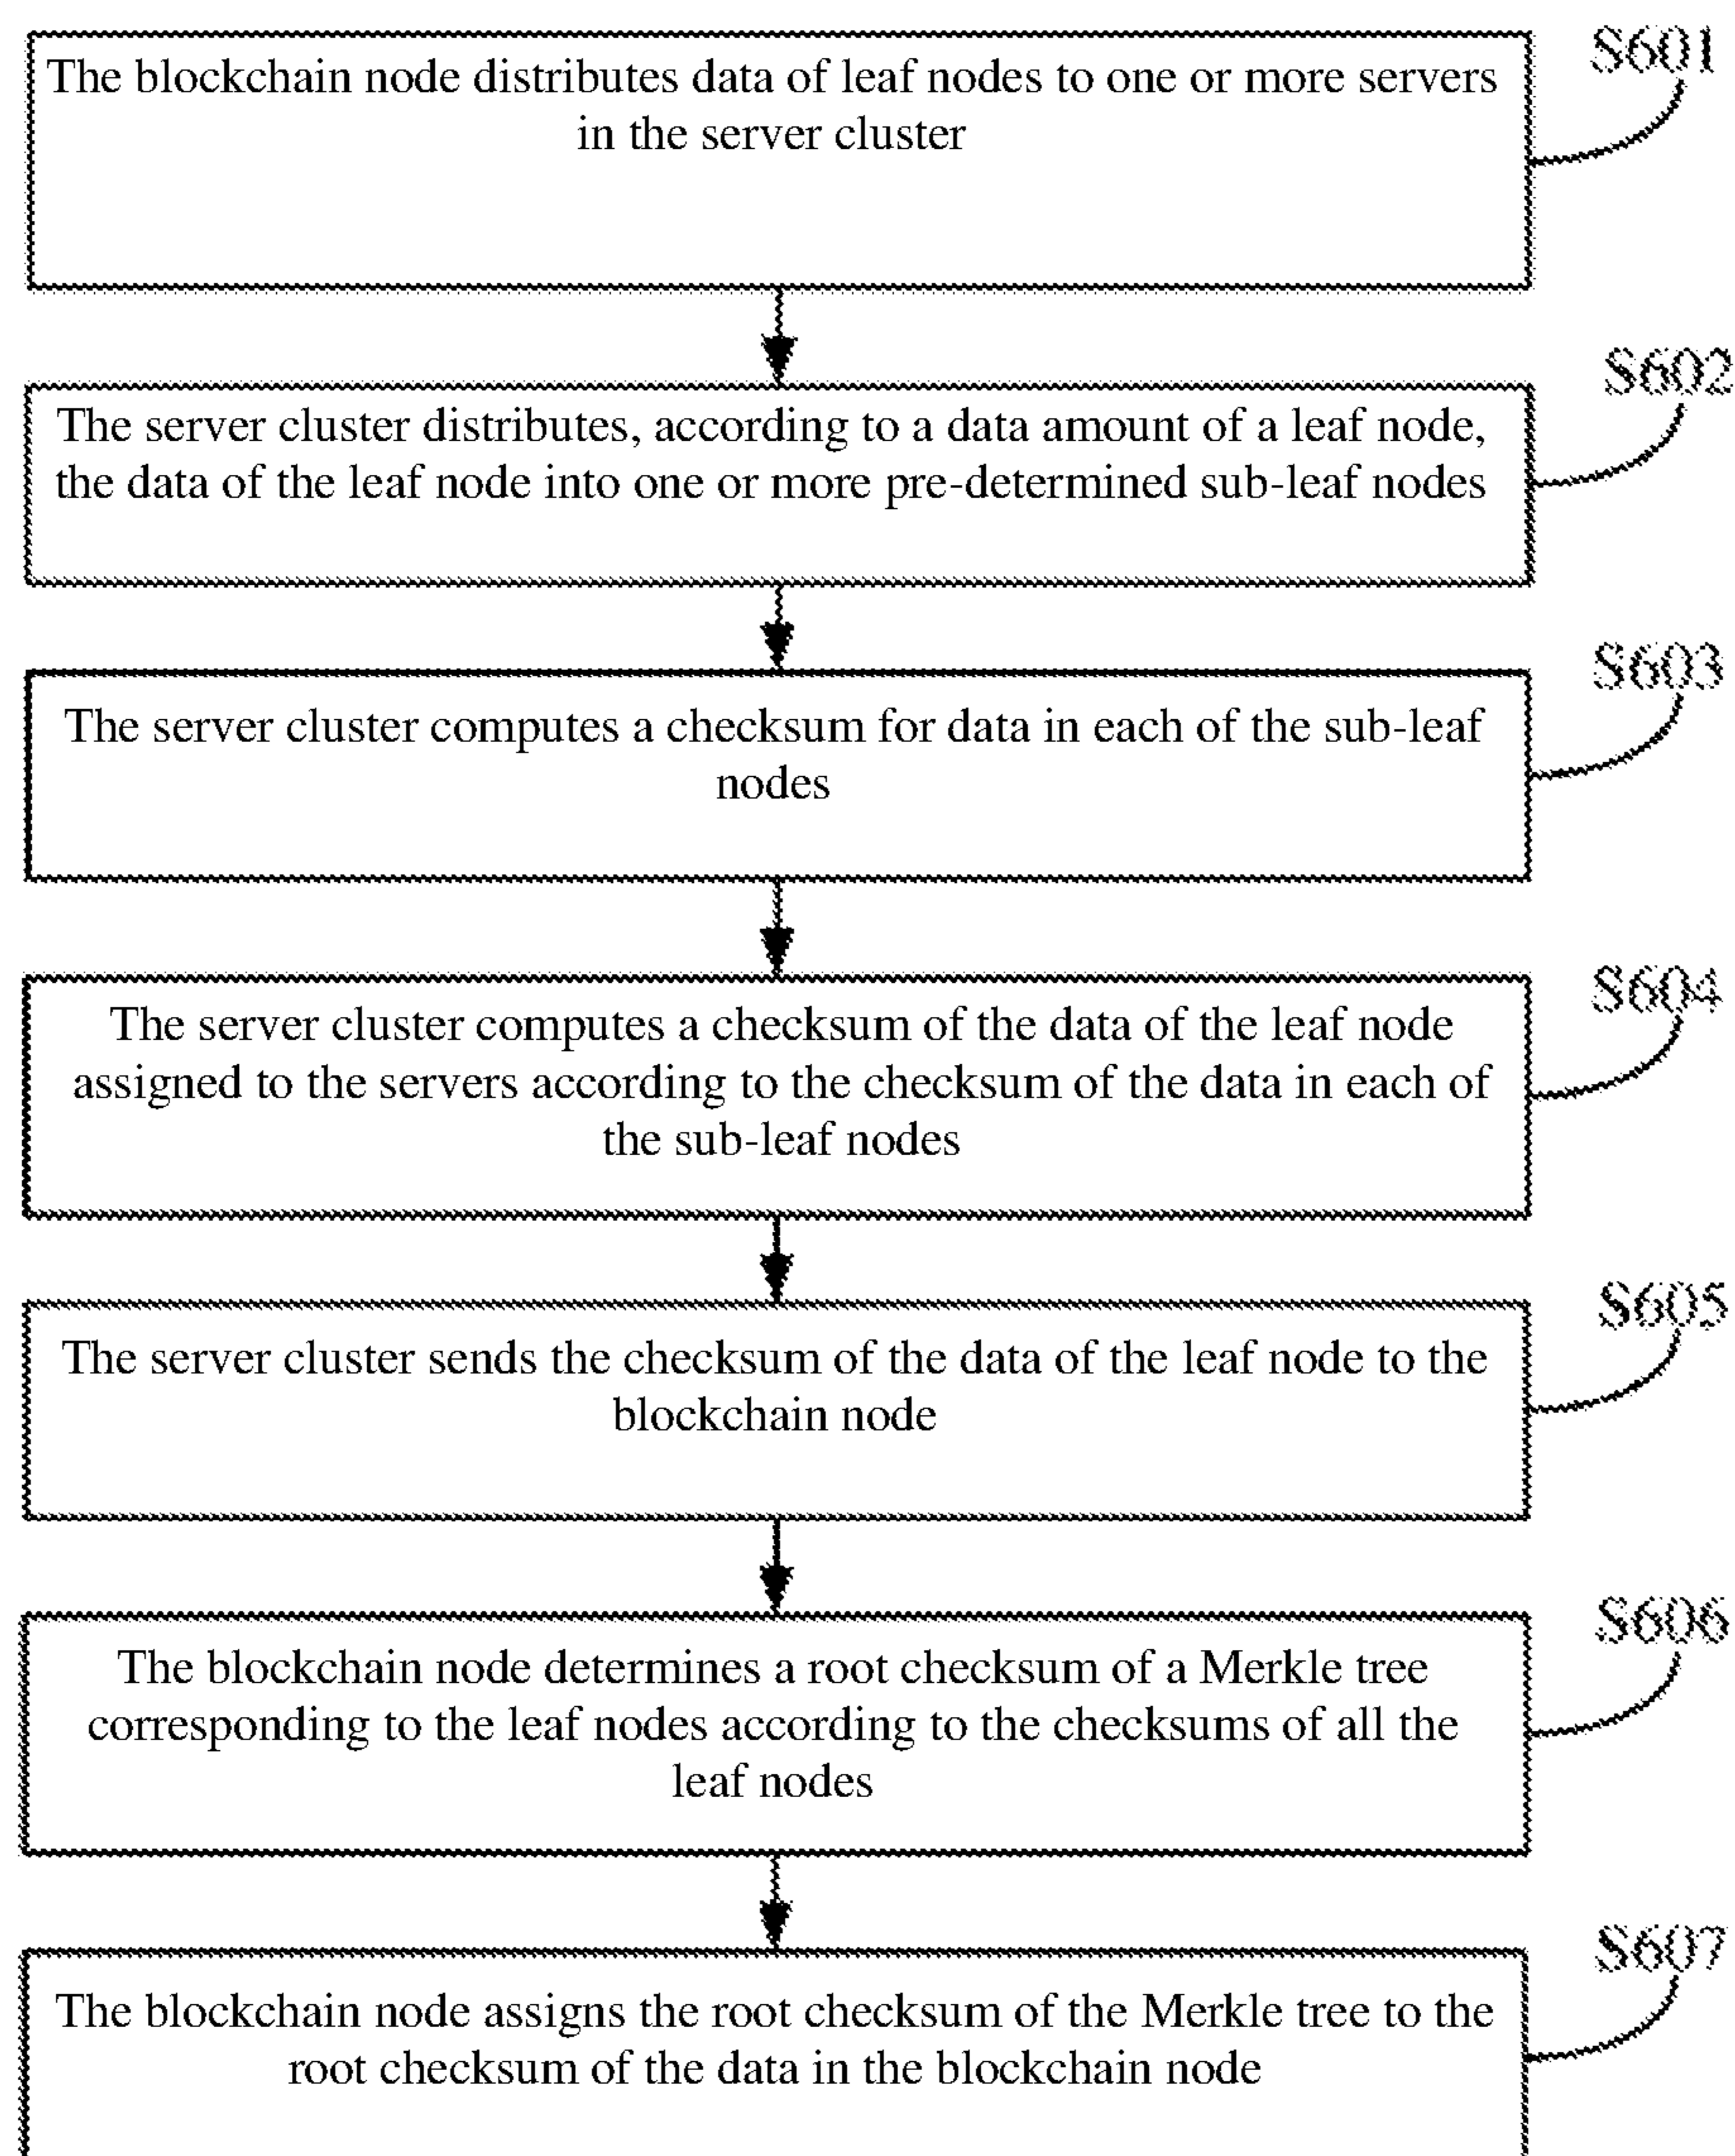 S601
The blockchain node distributes data of leaf nodes to one or more servers
in the server cluster
S602
The server cluster distributes, according to a data amount of a leaf node,
the data of the leaf node into one or more pre-determined sub-leaf nodes
S603
The server cluster computes a checksum for data in each of the sub-leaf
nodes
S604
The server cluster computes a checksum of the data of the leaf node
assigned to the servers according to the checksum of the data in each of
the sub-leaf nodes
S605
The server cluster sends the checksum of the data of the leaf node to the
blockchain node
S606
The blockchain node determines a root checksum of a Merkle tree
corresponding to the leaf nodes according to the checksums of all the
leaf nodes
S607
The blockchain node assigns the root checksum of the Merkle tree to the
root checksum of the data in the blockchain node